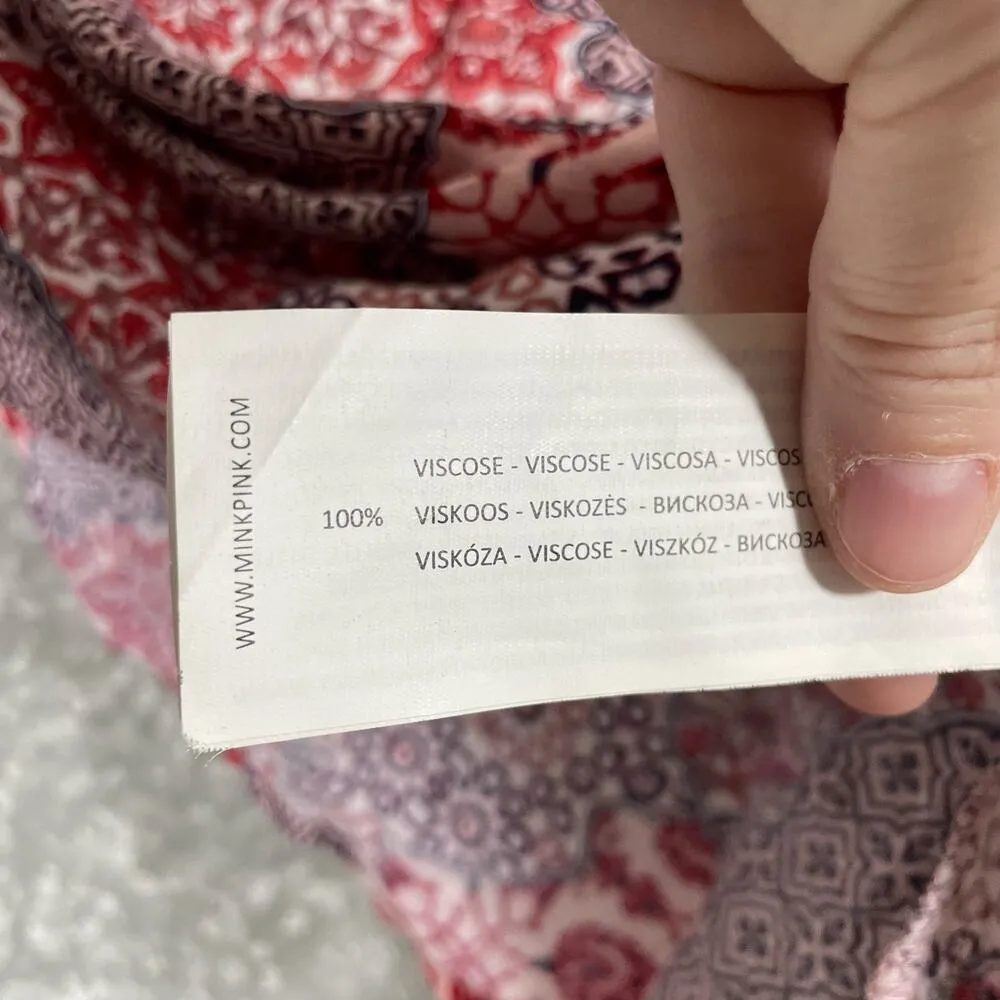 WWW.MINKPINK.COM
VISCOSE - VISCOSE - VISCOSA - VISCOS
100% VISKOOS - VISKOZĖS - ВИСКОЗА - VISC
VISKÓZA - VISCOSE - VISZKÓZ - ВИСКОЗА